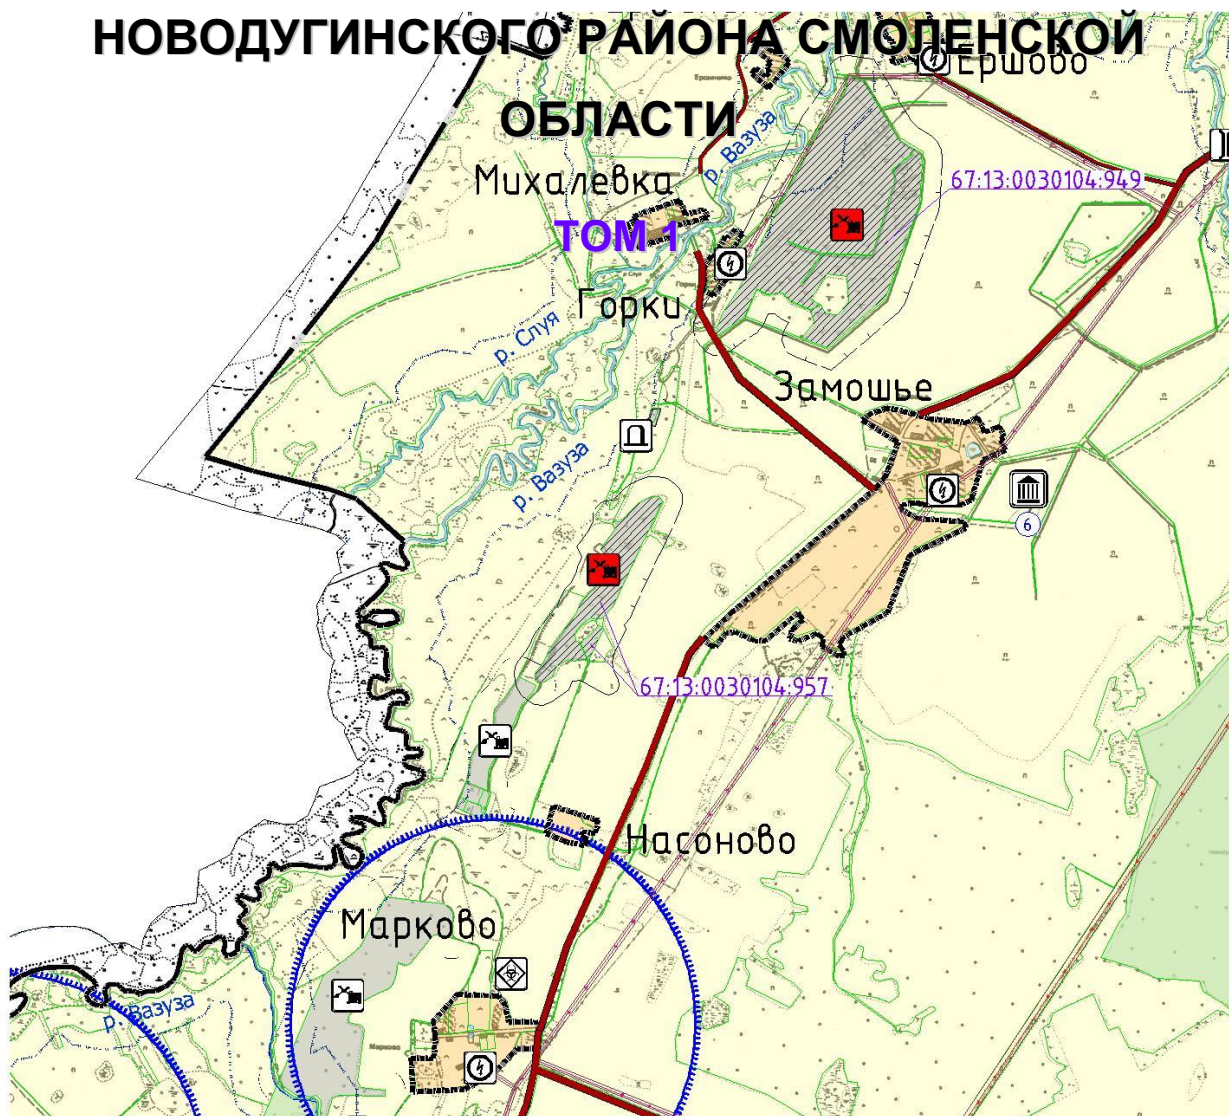 НОВОДУГИНСКОГО РАЙОНА СМОЛЕНСКОЙ
Ершово
ОБЛАСТИ
р. Вазуза
Михалевка
67:13:0030104:949
ТОМ 1
Горки
р. Слуя
Замошье
р. Вазуза
6
67:13:0030104:957
Насоново
Марково
р. Вазуза
Марково